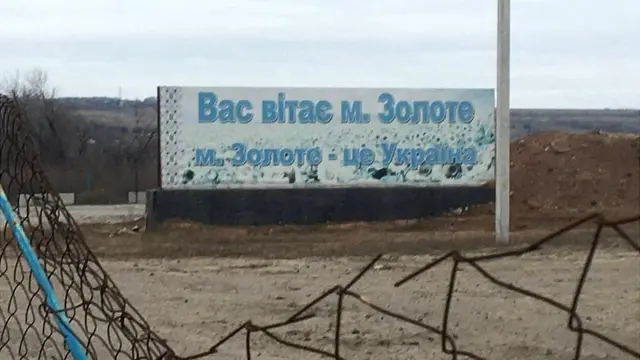 Вас вітає м. Золоте
м. Золоте - це Україна